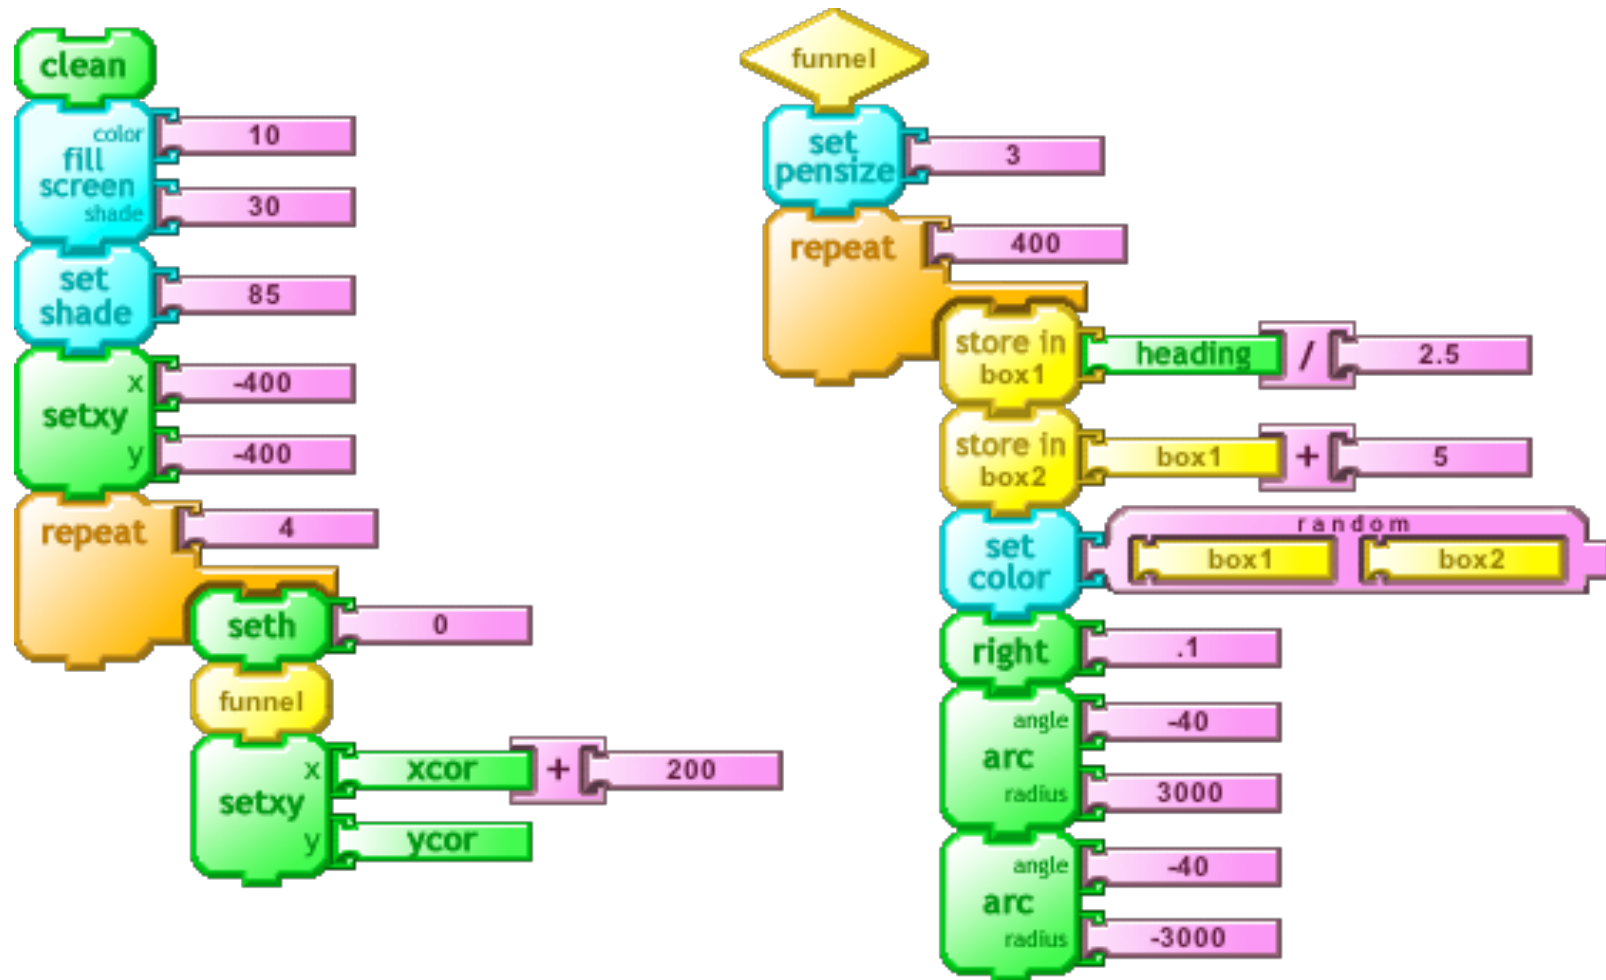 clean
color
10
fill
screen
shade
30
set
shade
85
x
-400
setxy
y
-400
repeat
4
seth
0
funnel
x
xcor + 200
setxy
y
ycor
funnel
set
pensize
3
repeat
400
store in
box1
heading / 2.5
store in
box2
box1 + 5
set
color
random
box1 box2
right
.1
angle
-40
arc
radius
3000
angle
-40
arc
radius
-3000